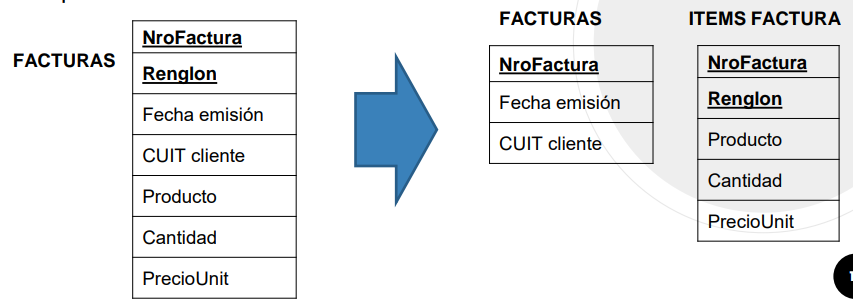 FACTURAS
NroFactura
Renglon
Fecha emisión
CUIT cliente
Producto
Cantidad
PrecioUnit
FACTURAS
NroFactura
Fecha emisión
CUIT cliente
ITEMS FACTURA
NroFactura
Renglon
Producto
Cantidad
PrecioUnit